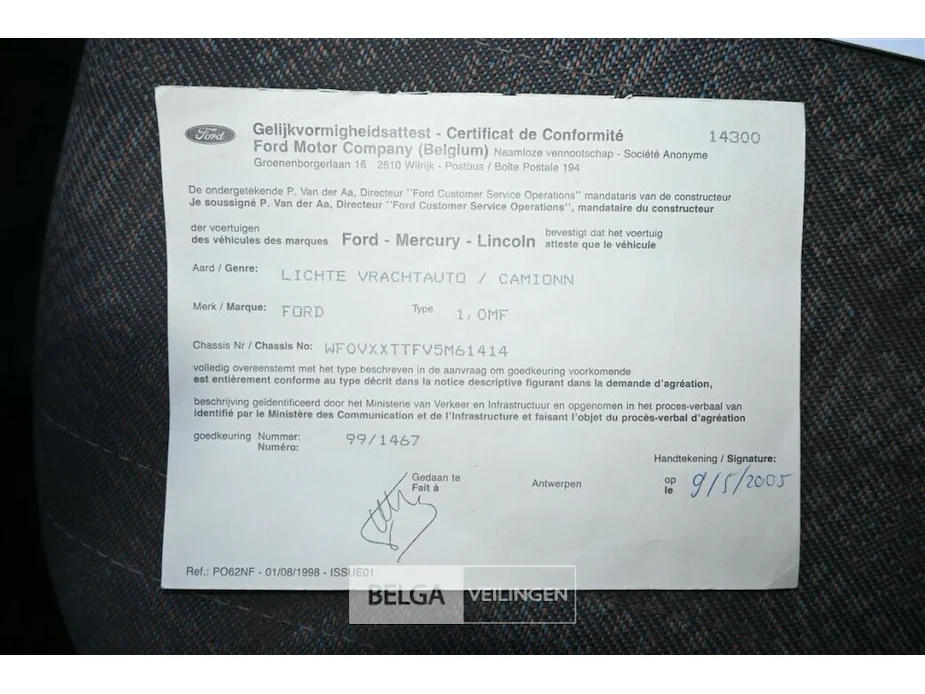 Ford
Gelijkvormigheidsattest - Certificat de Conformité 14300
Ford Motor Company (Belgium) Naamloze vennootschap - Société Anonyme
Groenenborgerlaan 16 2610 Wilrijk - Postbus / Boîte Postale 194
De ondergetekende P. Van der Aa, Directeur "Ford Customer Service Operations" mandataris van de constructeur
Je soussigné P. Van der Aa, Directeur "Ford Customer Service Operations", mandataire du constructeur
der voertuigen
des véhicules des marques Ford - Mercury - Lincoln bevestigt dat het voertuig
atteste que le véhicule
Aard / Genre: LICHTE VRACHTAUTO / CAMIONN
Merk / Marque: FORD Type 1,0MF
Chassis Nr / Chassis No: WF0VXXTTFV5M61414
volledig overeenstemt met het type beschreven in de aanvraag om goedkeuring voorkomende
est entièrement conforme au type décrit dans la notice descriptive figurant dans la demande d'agréation,
beschrijving geïdentificeerd door het Ministerie van Verkeer en Infrastructuur en opgenomen in het proces-verbaal van
identifié par le Ministère des Communication et de l'Infrastructure et faisant l'objet du procès-verbal d'agréation
goedkeuring Nummer: 99/1467
Numéro:
Handtekening / Signature:
Gedaan te
Fait à
Antwerpen
op
le 9/5/2005
Ref.: PO62NF - 01/08/1998 - ISSUE01
BELGA VEILINGEN